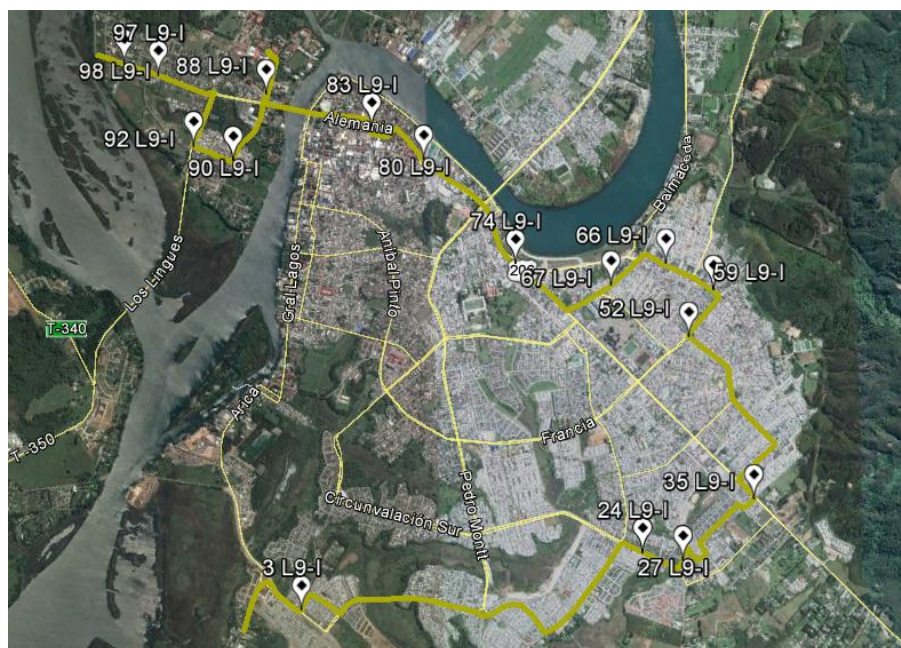 97 L9-I
98 L9-I
88 L9-I
83 L9-I
Alemania
92 L9-I
90 L9-I
80 L9-I
Balmaceda
74 L9-I
66 L9-I
67 L9-I
59 L9-I
52 L9-I
Los Lingues
Gral Lagos
Anibal Pinto
T-340
Arica
T-350
Francia
Pedro Montt
35 L9-I
24 L9-I
Circunvalación Sur
27 L9-I
3 L9-I